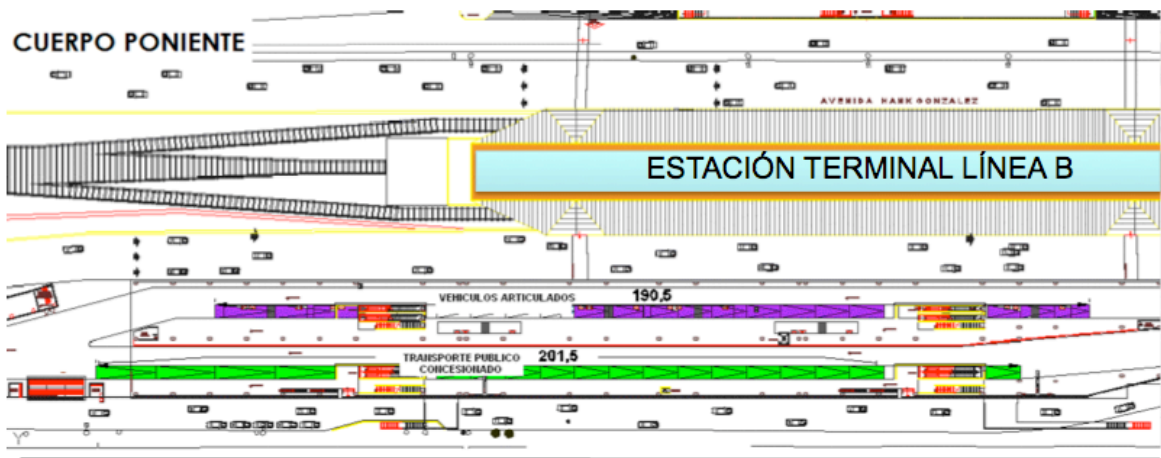 CUERPO PONIENTE
AVENIDA HANK GONZALEZ
ESTACIÓN TERMINAL LÍNEA B
VEHICULOS ARTICULADOS
190,5
TRANSPORTE PUBLICO
CONCESIONADO
201,5